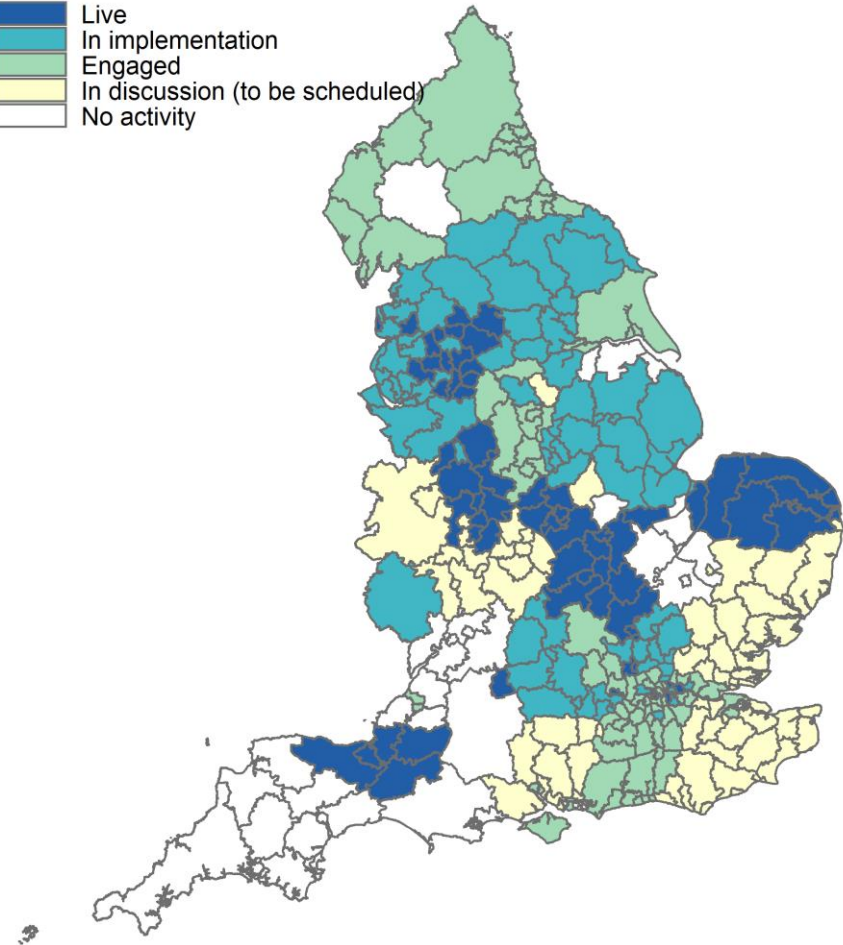 Live
In implementation
Engaged
In discussion (to be scheduled)
No activity